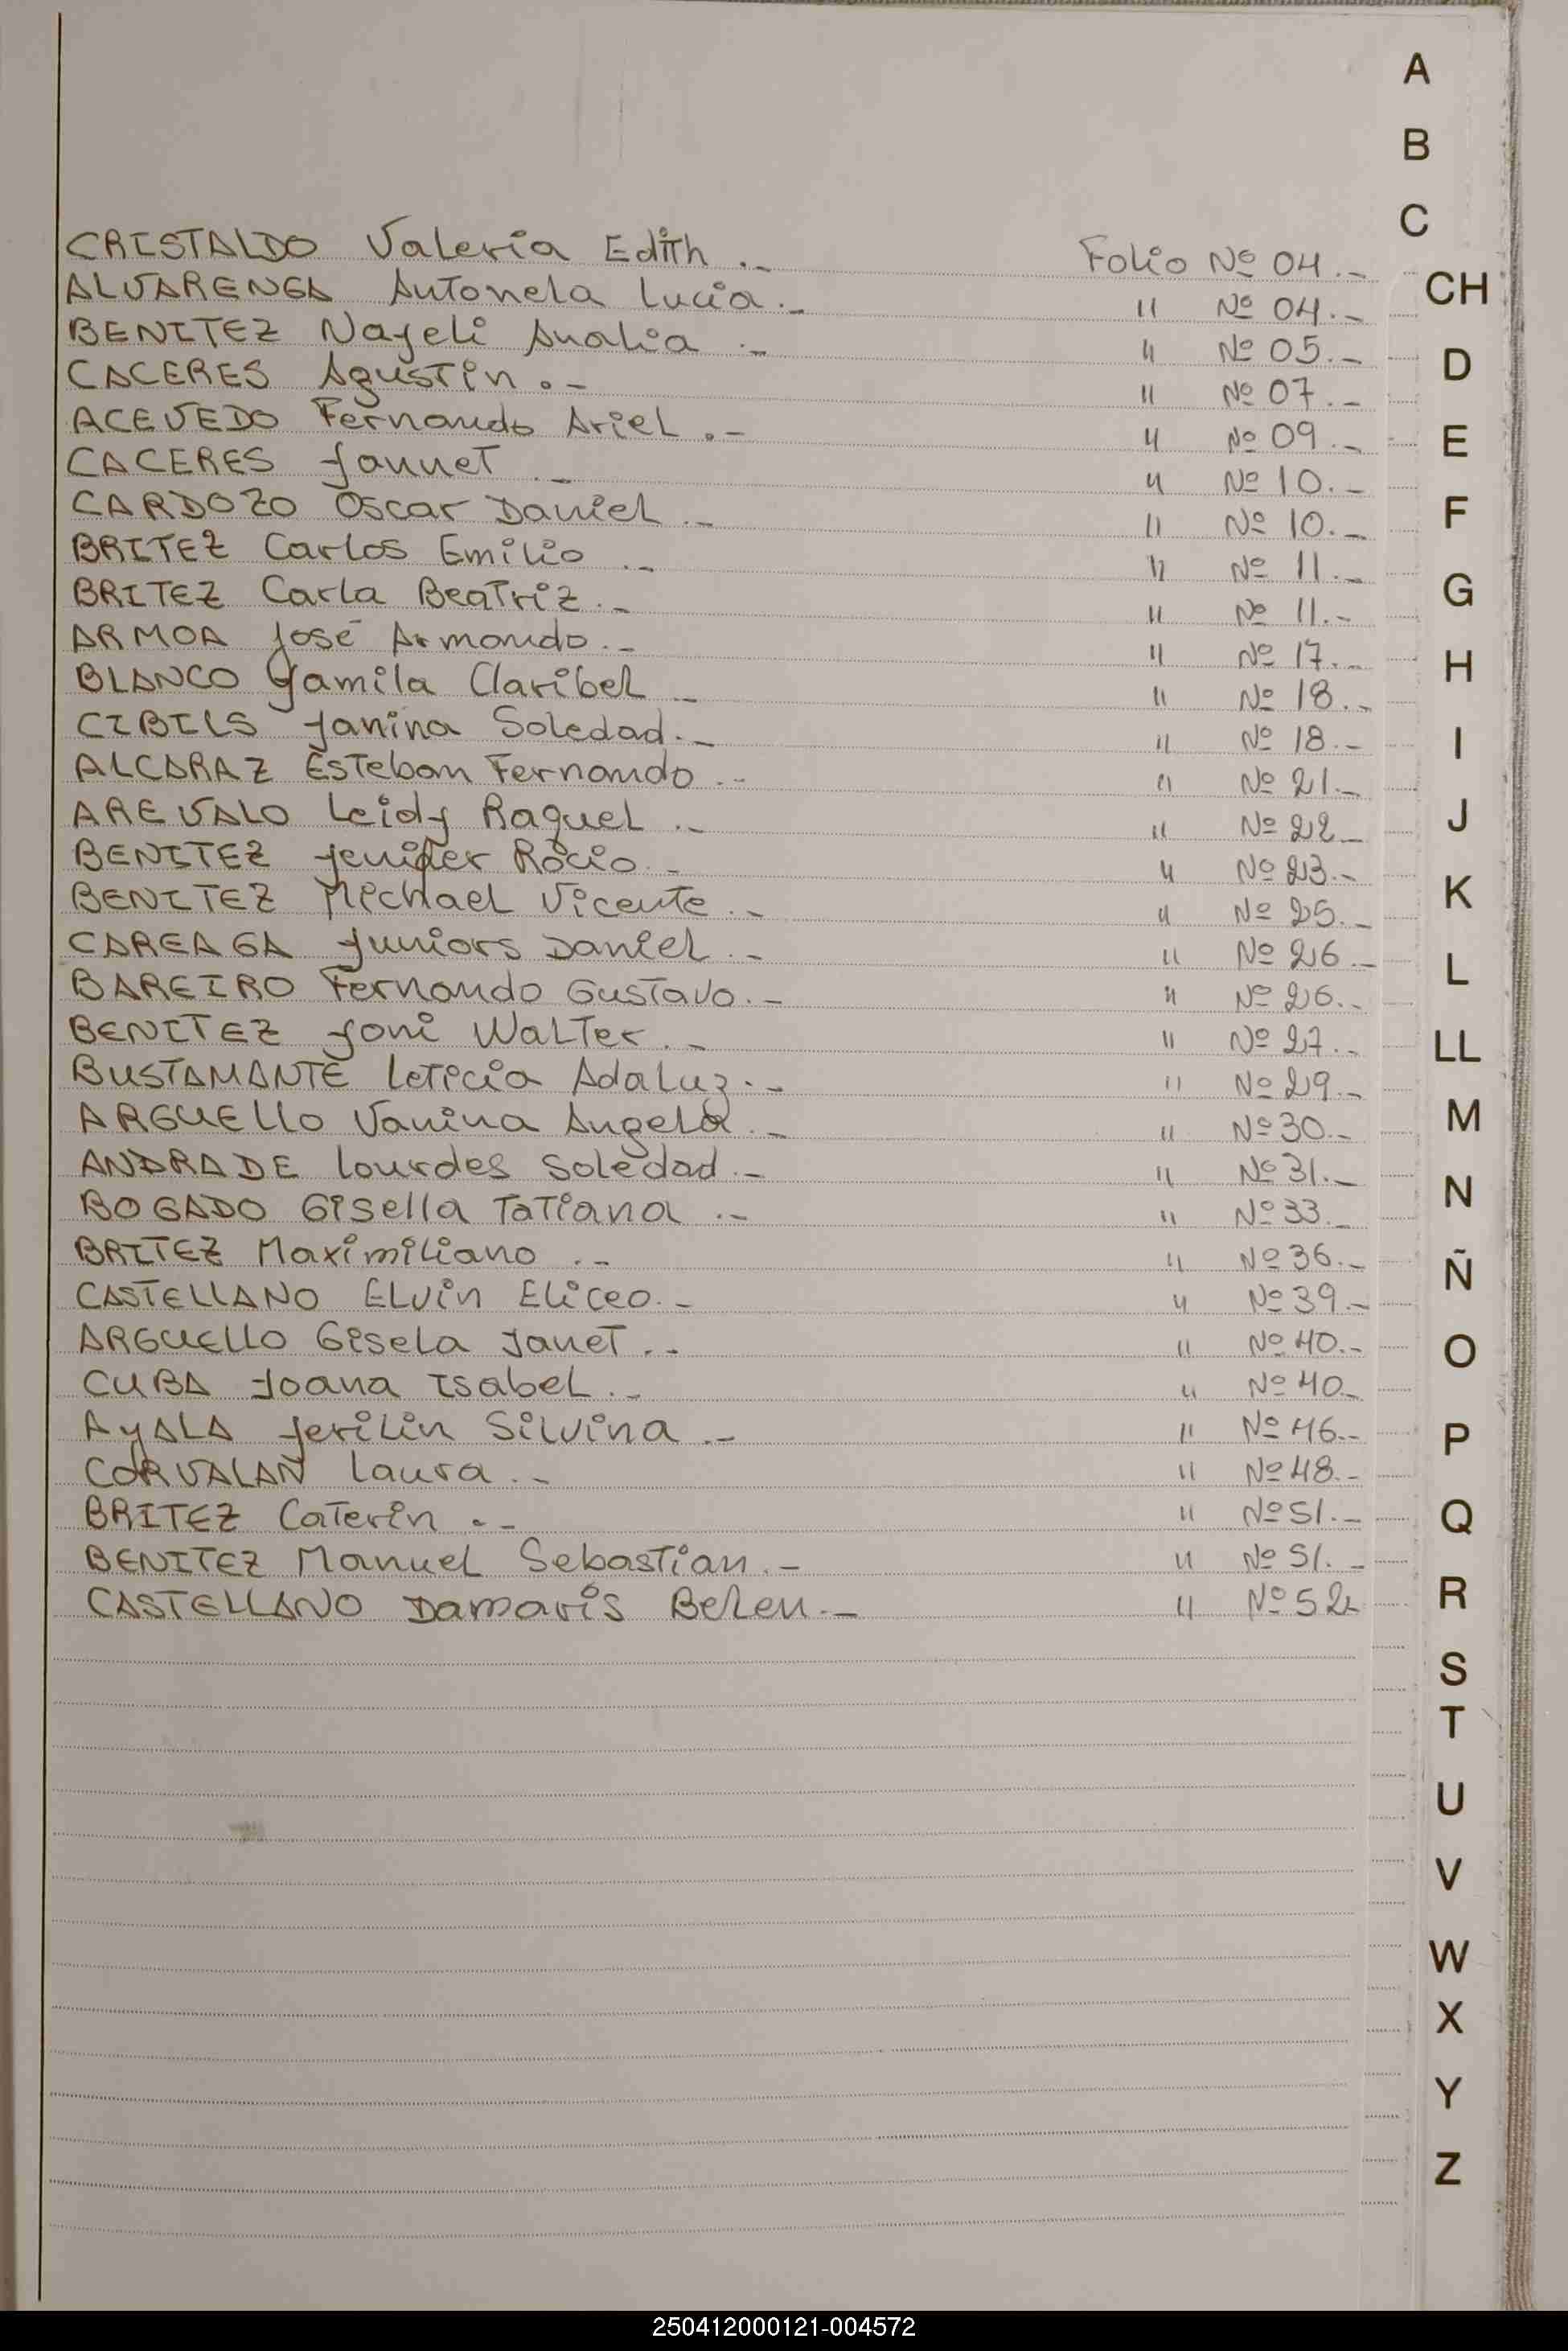 CRISTALDO Valeria Edith .- Folio Nº 04.-
ALVARENGA Antonela Lucia.- " Nº 04.-
BENITEZ Nayeli Analia .- " Nº 05.-
CACERES Agustin.- " Nº 07.-
ACEVEDO Fernando Ariel.- " Nº 09.-
CACERES Jannet .- " Nº 10.-
CARDOZO Oscar Daniel.- " Nº 10.-
BRITEZ Carlos Emilio .- " Nº 11.-
BRITEZ Carla Beatriz.- " Nº 11.-
ARMOA José Armando.- " Nº 17.-
BLANCO Yamila Claribel .- " Nº 18.-
CIBILS Janina Soledad.- " Nº 18.-
ALCARAZ Esteban Fernando.- " Nº 21.-
AREVALO Leidy Raquel .- " Nº 22.-
BENITEZ Jenifer Rocio.- " Nº 23.-
BENITEZ Michael Vicente.- " Nº 25.-
CAREAGA Juniors Daniel .- " Nº 26.-
BAREIRO Fernando Gustavo.- " Nº 26.-
BENITEZ Joni Walter.- " Nº 27.-
BUSTAMANTE Leticia Adaluz.- " Nº 29.-
ARGUELLO Vanina Angela.- " Nº 30.-
ANDRADE Lourdes Soledad.- " Nº 31.-
BOGADO Gisella Tatiana .- " Nº 33.-
BRITEZ Maximiliano .- " Nº 36.-
CASTELLANO Elvin Eliceo.- " Nº 39.-
ARGUELLO Gisela Janet.- " Nº 40.-
CUBA Joana Isabel.- " Nº 40.-
AYALA Jerilin Silvina .- " Nº 46.-
CORVALAN Laura.- " Nº 48.-
BRITEZ Caterin .- " Nº 51.-
BENITEZ Manuel Sebastian.- " Nº 51.-
CASTELLANO Damaris Belen.- " Nº 52
A
B
C
CH
D
E
F
G
H
I
J
K
L
LL
M
N
Ñ
O
P
Q
R
S
T
U
V
W
X
Y
Z
250412000121-004572